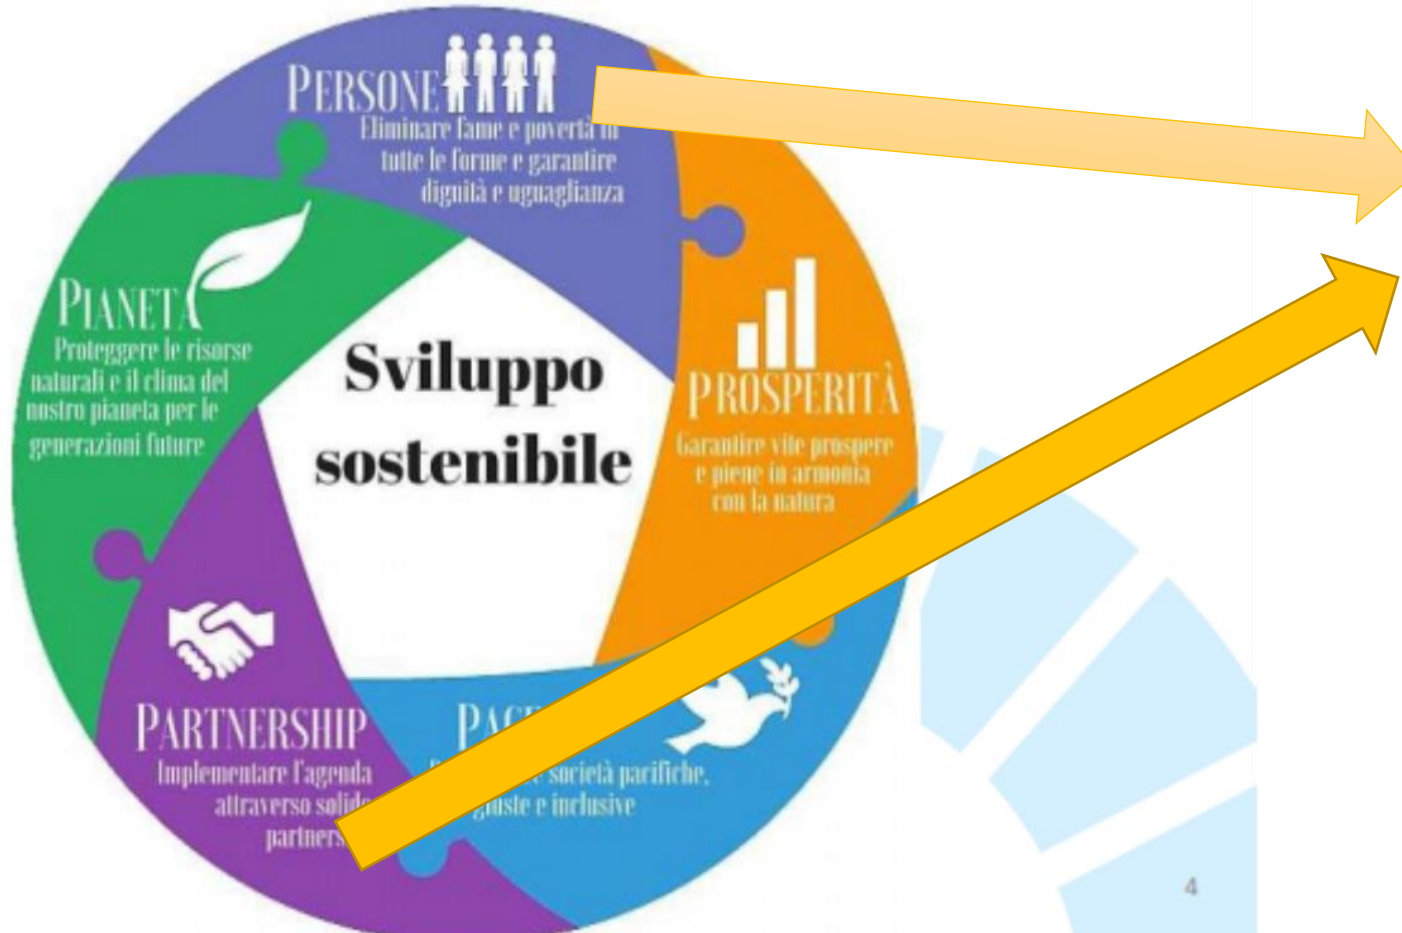 PERSONE
Eliminare fame e povertà in
tutte le forme e garantire
dignità e uguaglianza
PIANETA
Proteggere le risorse
naturali e il clima del
nostro pianeta per le
generazioni future
Sviluppo
sostenibile
PROSPERITÀ
Garantire vite prospere
e piene in armonia
con la natura
PARTNERSHIP
Implementare l'agenda
attraverso solide
PACE
società pacifiche,
giuste e inclusive
4